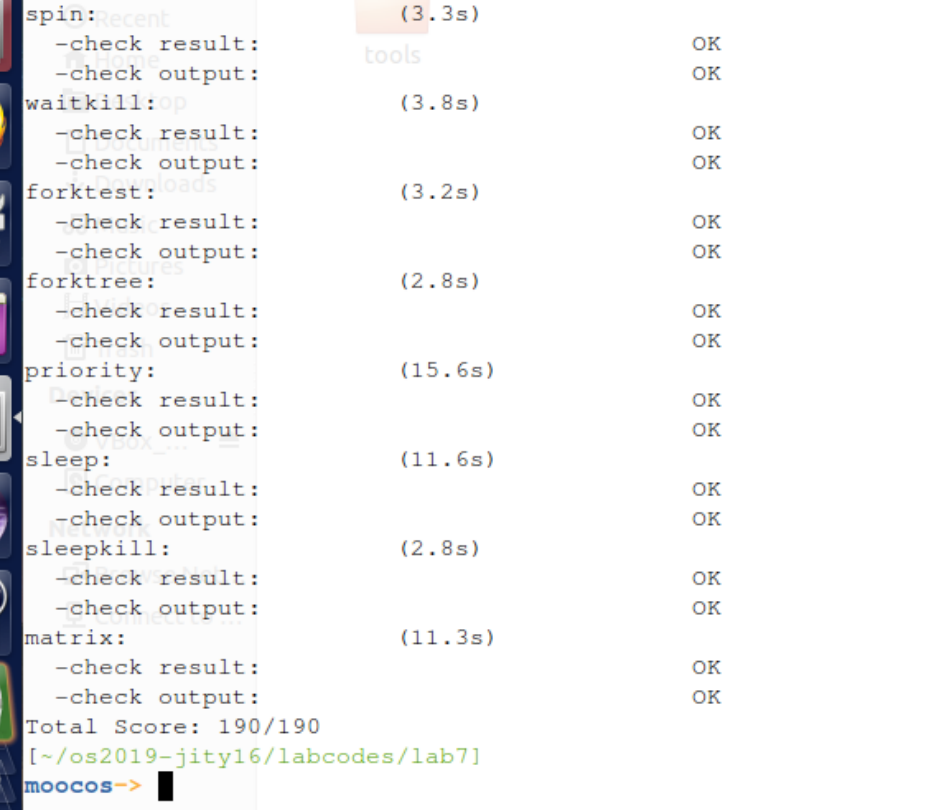 spin: (3.3s)
-check result: OK
-check output: OK
waitkill: (3.8s)
-check result: OK
-check output: OK
forktest: (3.2s)
-check result: OK
-check output: OK
forktree: (2.8s)
-check result: OK
-check output: OK
priority: (15.6s)
-check result: OK
-check output: OK
sleep: (11.6s)
-check result: OK
-check output: OK
sleepkill: (2.8s)
-check result: OK
-check output: OK
matrix: (11.3s)
-check result: OK
-check output: OK
Total Score: 190/190
[~/os2019-jity16/labcodes/lab7]
moocos->
Recent
Home
tools
Desktop
Documents
Downloads
Music
Pictures
Videos
Trash
Devices
VBox_...
Computer
Network
Browse Net
Connect to ...